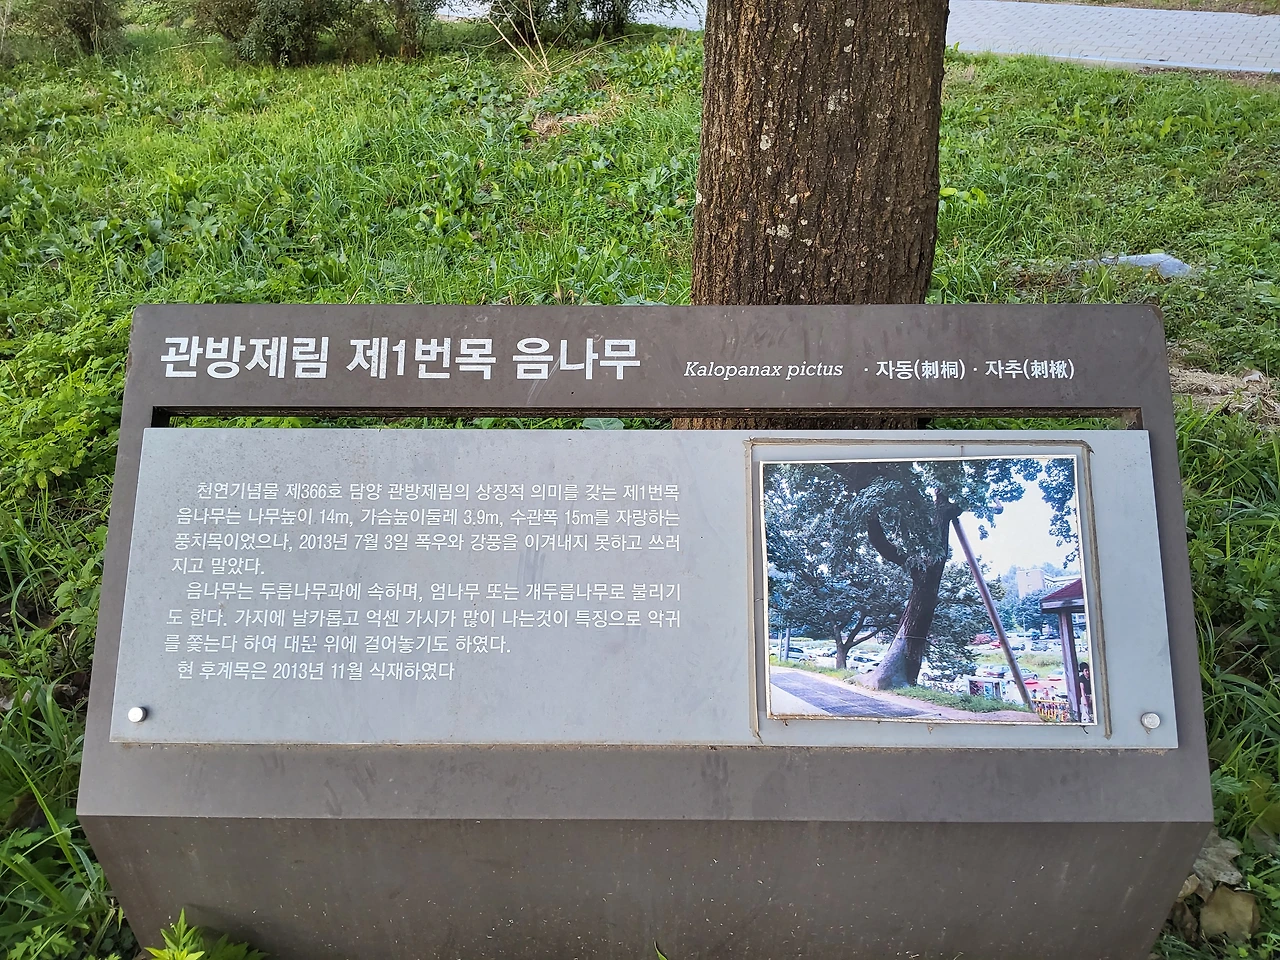 관방제림 제1번목 음나무 Kalopanax pictus · 자동(刺桐) · 자추(刺楸)
천연기념물 제366호 담양 관방제림의 상징적 의미를 갖는 제1번목
음나무는 나무높이 14m, 가슴높이둘레 3.9m, 수관폭 15m를 자랑하는
풍치목이었으나, 2013년 7월 3일 폭우와 강풍을 이겨내지 못하고 쓰러
지고 말았다.
음나무는 두릅나무과에 속하며, 엄나무 또는 개두릅나무로 불리기
도 한다. 가지에 날카롭고 억센 가시가 많이 나는것이 특징으로 악귀
를 쫓는다 하여 대문 위에 걸어놓기도 하였다.
현 후계목은 2013년 11월 식재하였다